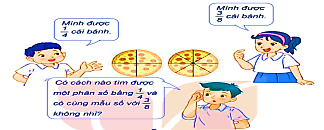 Mình được
1/4 cái bánh.
Mình được
3/8 cái bánh.
Có cách nào tìm được
một phân số bằng 1/4 và
có cùng mẫu số với 3/8
không nhỉ?